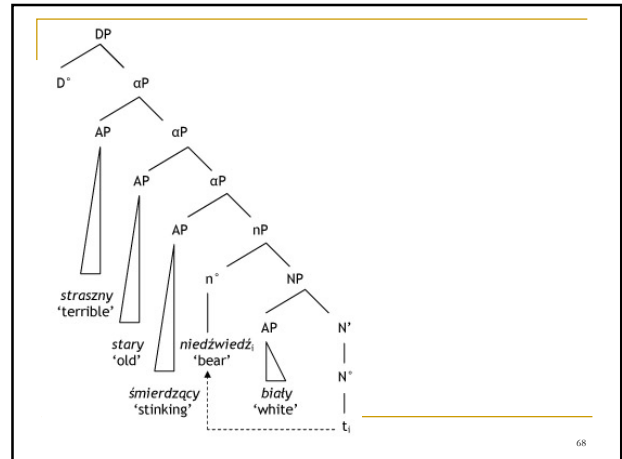 DP
D° αP
AP αP
AP αP
AP nP
n° NP
AP N’
straszny
‘terrible’
stary niedźwiedźi
‘old’ ‘bear’
N°
śmierdzący biały
‘stinking’ ‘white’
ti
68